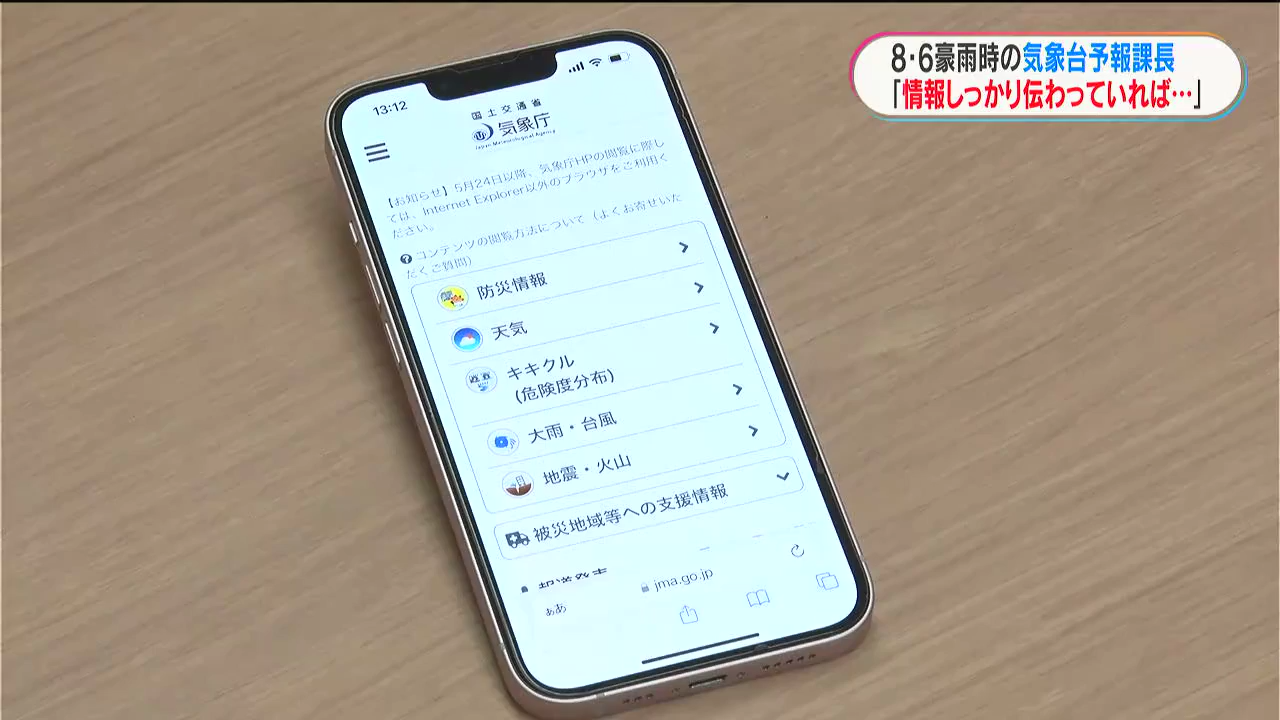 8・6豪雨時の気象台予報課長
「情報しっかり伝わっていれば…」
13:12
国土交通省
気象庁
Japan Meteorological Agency
【お知らせ】5月24日以降、気象庁HPの閲覧に際し
ては、Internet Explorer以外のブラウザをご利用く
ださい。
コンテンツの閲覧方法について（よくお寄せいた
だくご質問）
防災情報
天気
キキクル
(危険度分布)
大雨・台風
地震・火山
被災地域等への支援情報
報道発表
ぁあ
jma.go.jp